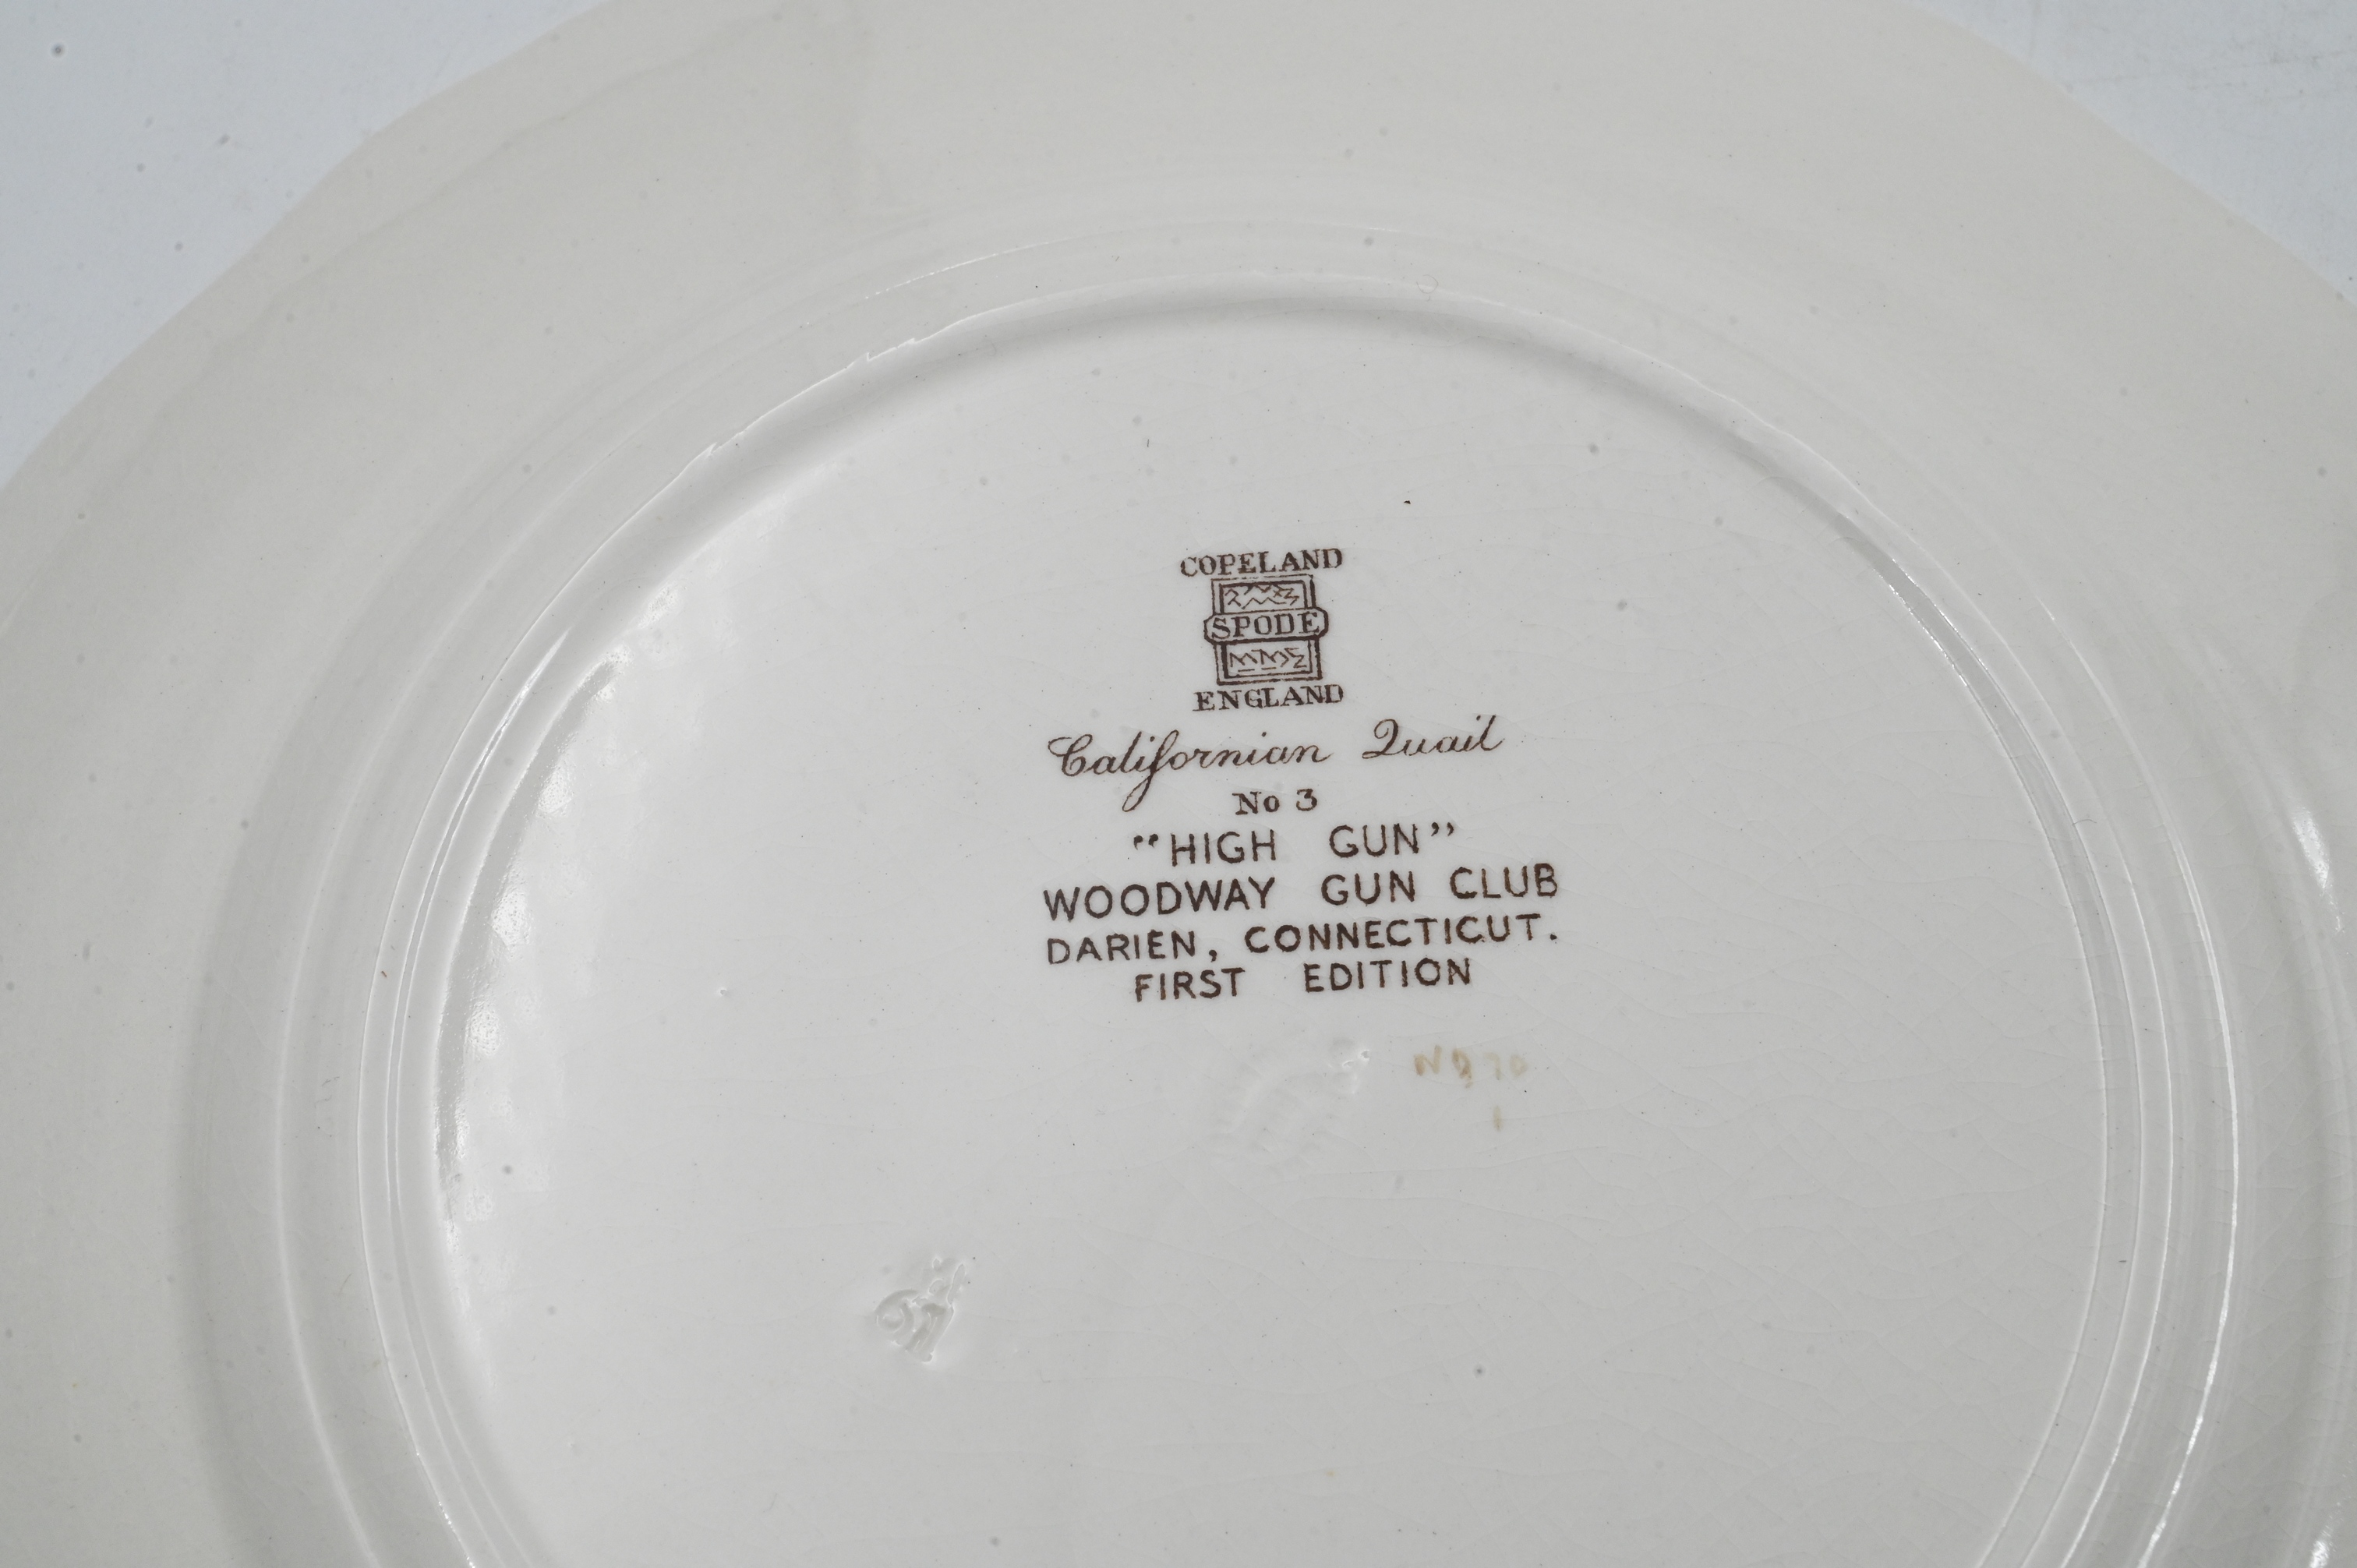 COPELAND
SPODE
ENGLAND
Californian Quail
No 3
"HIGH GUN"
WOODWAY GUN CLUB
DARIEN, CONNECTICUT.
FIRST EDITION